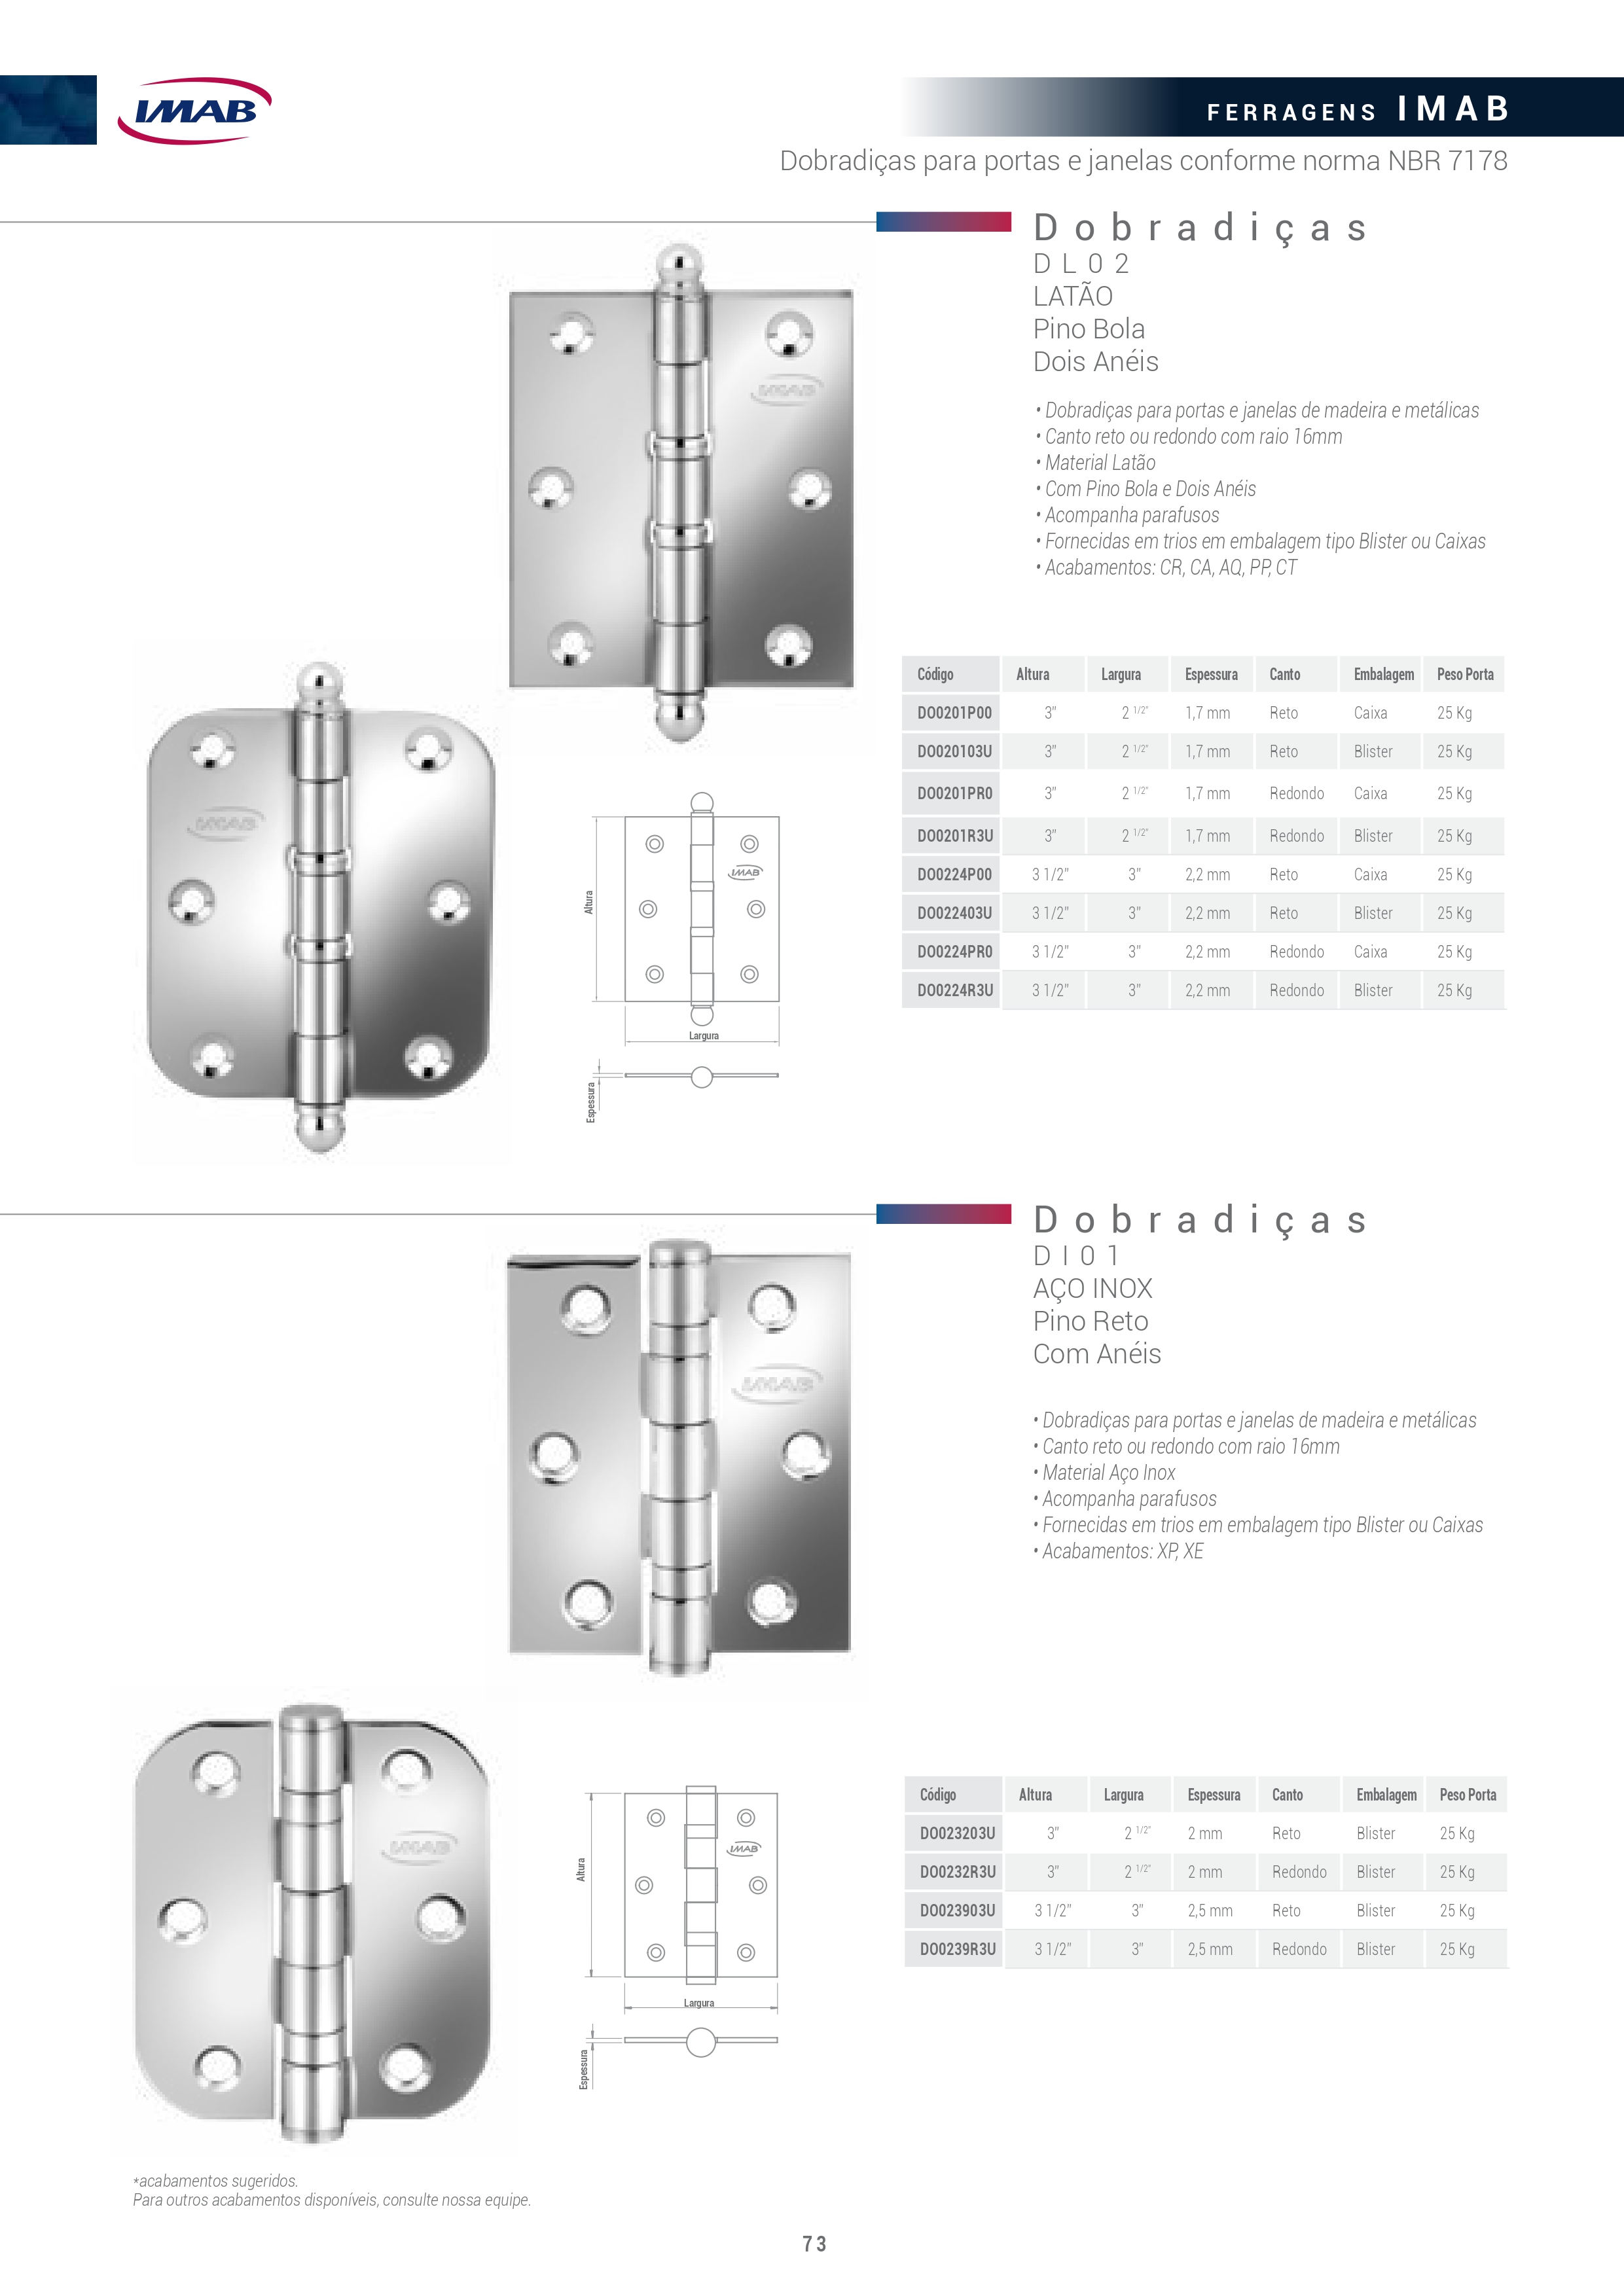 IMAB
FERRAGENS IMAB
Dobradiças para portas e janelas conforme norma NBR 7178
Dobradiças
DL02
LATÃO
Pino Bola
Dois Anéis
• Dobradiças para portas e janelas de madeira e metálicas
• Canto reto ou redondo com raio 16mm
• Material Latão
• Com Pino Bola e Dois Anéis
• Acompanha parafusos
• Fornecidas em trios em embalagem tipo Blister ou Caixas
• Acabamentos: CR, CA, AQ, PP, CT
IMAB
IMAB
IMAB
Altura
Largura
Espessura
Código Altura Largura Espessura Canto Embalagem Peso Porta
DO0201P00 3" 2 1/2" 1,7 mm Reto Caixa 25 Kg
DO020103U 3" 2 1/2" 1,7 mm Reto Blister 25 Kg
DO0201PR0 3" 2 1/2" 1,7 mm Redondo Caixa 25 Kg
DO0201R3U 3" 2 1/2" 1,7 mm Redondo Blister 25 Kg
DO0224P00 3 1/2" 3" 2,2 mm Reto Caixa 25 Kg
DO022403U 3 1/2" 3" 2,2 mm Reto Blister 25 Kg
DO0224PR0 3 1/2" 3" 2,2 mm Redondo Caixa 25 Kg
DO0224R3U 3 1/2" 3" 2,2 mm Redondo Blister 25 Kg
Dobradiças
DI01
AÇO INOX
Pino Reto
Com Anéis
• Dobradiças para portas e janelas de madeira e metálicas
• Canto reto ou redondo com raio 16mm
• Material Aço Inox
• Acompanha parafusos
• Fornecidas em trios em embalagem tipo Blister ou Caixas
• Acabamentos: XP, XE
IMAB
IMAB
IMAB
Altura
Largura
Espessura
Código Altura Largura Espessura Canto Embalagem Peso Porta
DO023203U 3" 2 1/2" 2 mm Reto Blister 25 Kg
DO0232R3U 3" 2 1/2" 2 mm Redondo Blister 25 Kg
DO023903U 3 1/2" 3" 2,5 mm Reto Blister 25 Kg
DO0239R3U 3 1/2" 3" 2,5 mm Redondo Blister 25 Kg
*acabamentos sugeridos.
Para outros acabamentos disponíveis, consulte nossa equipe.
73